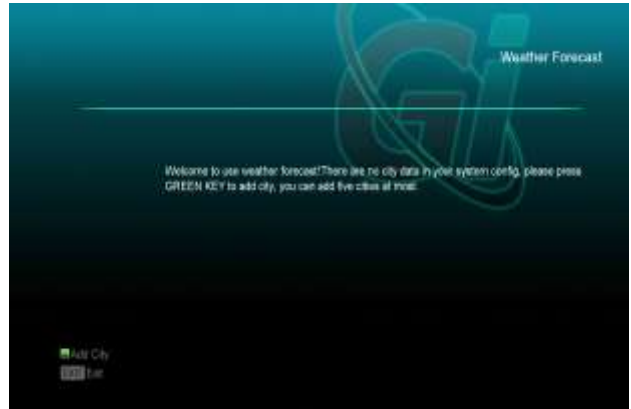 Weather Forecast
Welcome to use weather forecast!There are no city data in your system config, please press
GREEN KEY to add city, you can add five cities at most.
Add City
EXIT Exit